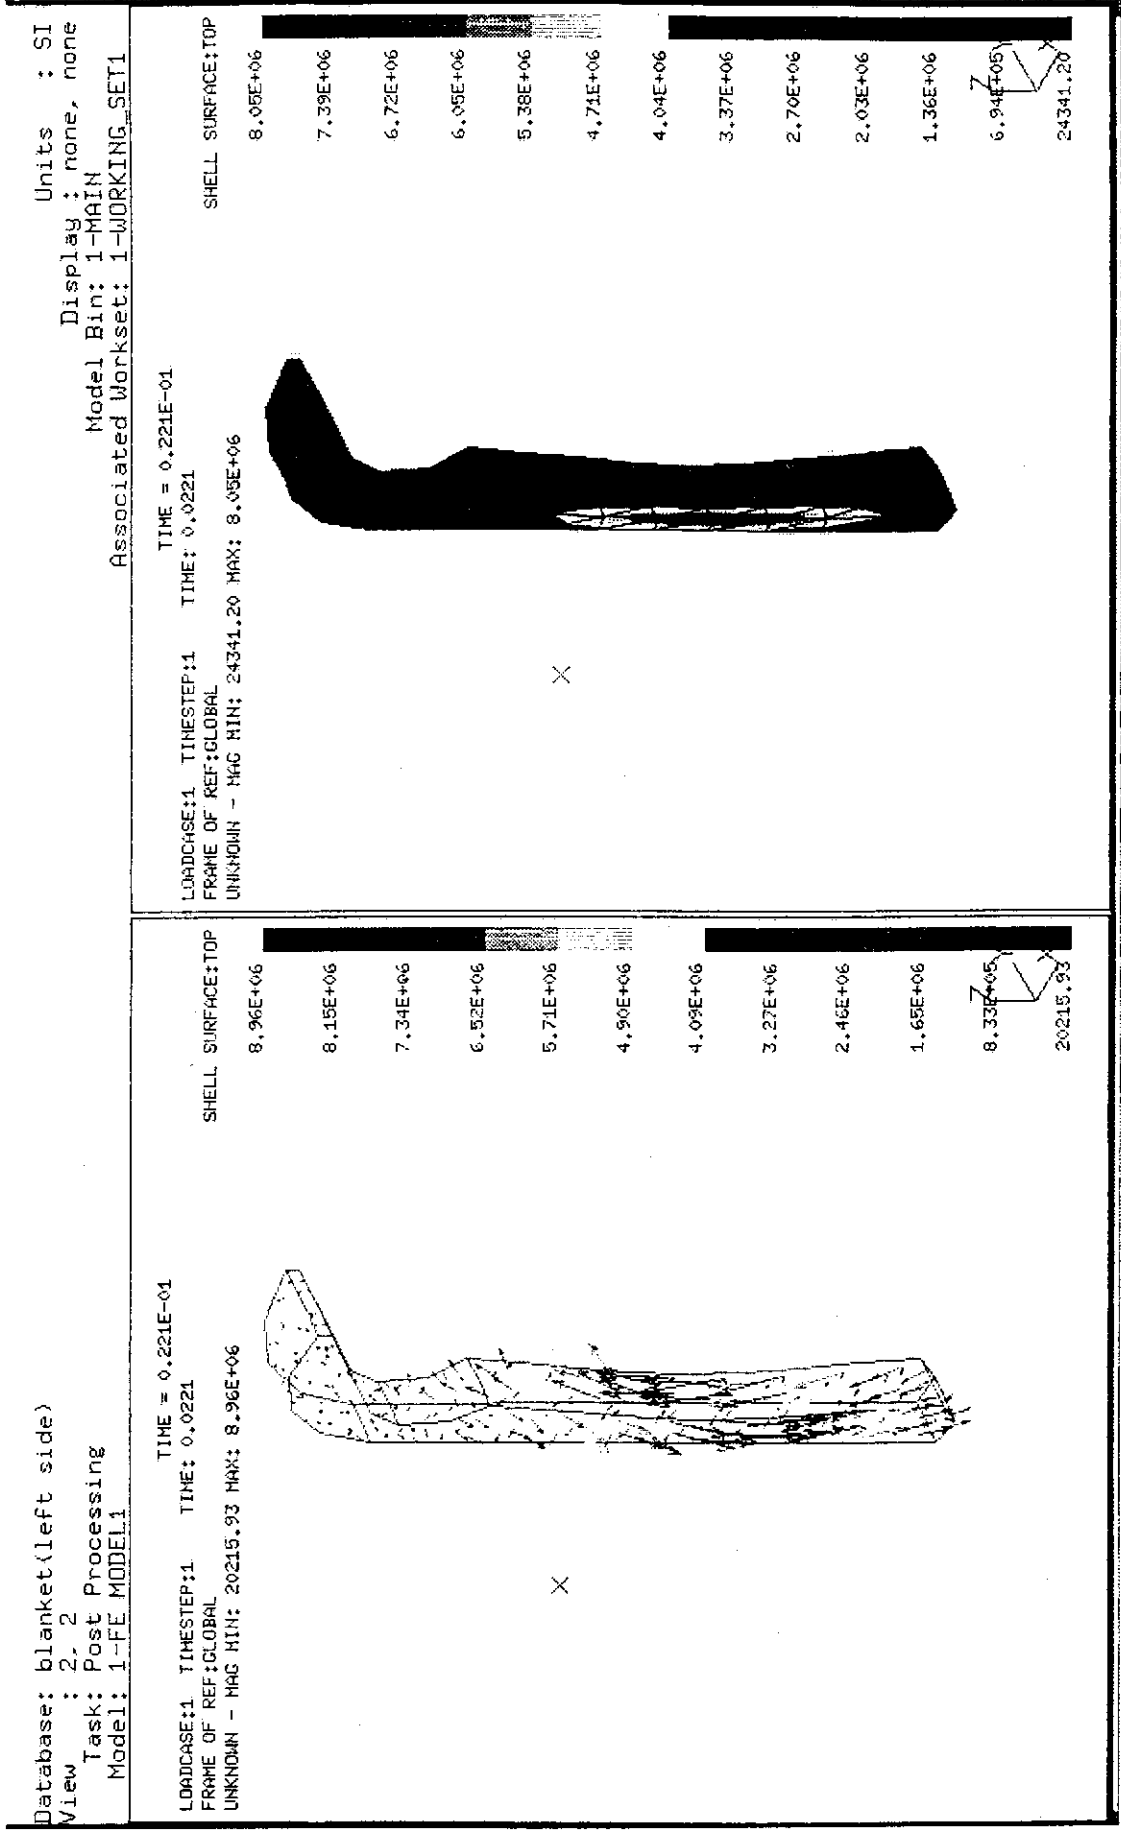 Database: blanket(left side)
View : 2, 2
Task: Post Processing
Model: 1-FE MODEL1
Units : SI
Display : none, none
Model Bin: 1-MAIN
Associated Workset: 1-WORKING_SET1
TIME = 0.221E-01
LOADCASE:1 TIMESTEP:1 TIME: 0.0221
FRAME OF REF:GLOBAL
UNKNOWN - MAG MIN: 20215.93 MAX: 8.96E+06
SHELL SURFACE:TOP
8.96E+06
8.15E+06
7.34E+06
6.52E+06
5.71E+06
4.90E+06
4.09E+06
3.27E+06
2.46E+06
1.65E+06
8.33E+05
20215.93
Z
Y
X
TIME = 0.221E-01
LOADCASE:1 TIMESTEP:1 TIME: 0.0221
FRAME OF REF:GLOBAL
UNKNOWN - MAG MIN: 24341.20 MAX: 8.05E+06
SHELL SURFACE:TOP
8.05E+06
7.39E+06
6.72E+06
6.05E+06
5.38E+06
4.71E+06
4.04E+06
3.37E+06
2.70E+06
2.03E+06
1.36E+06
6.94E+05
24341.20
Z
Y
X